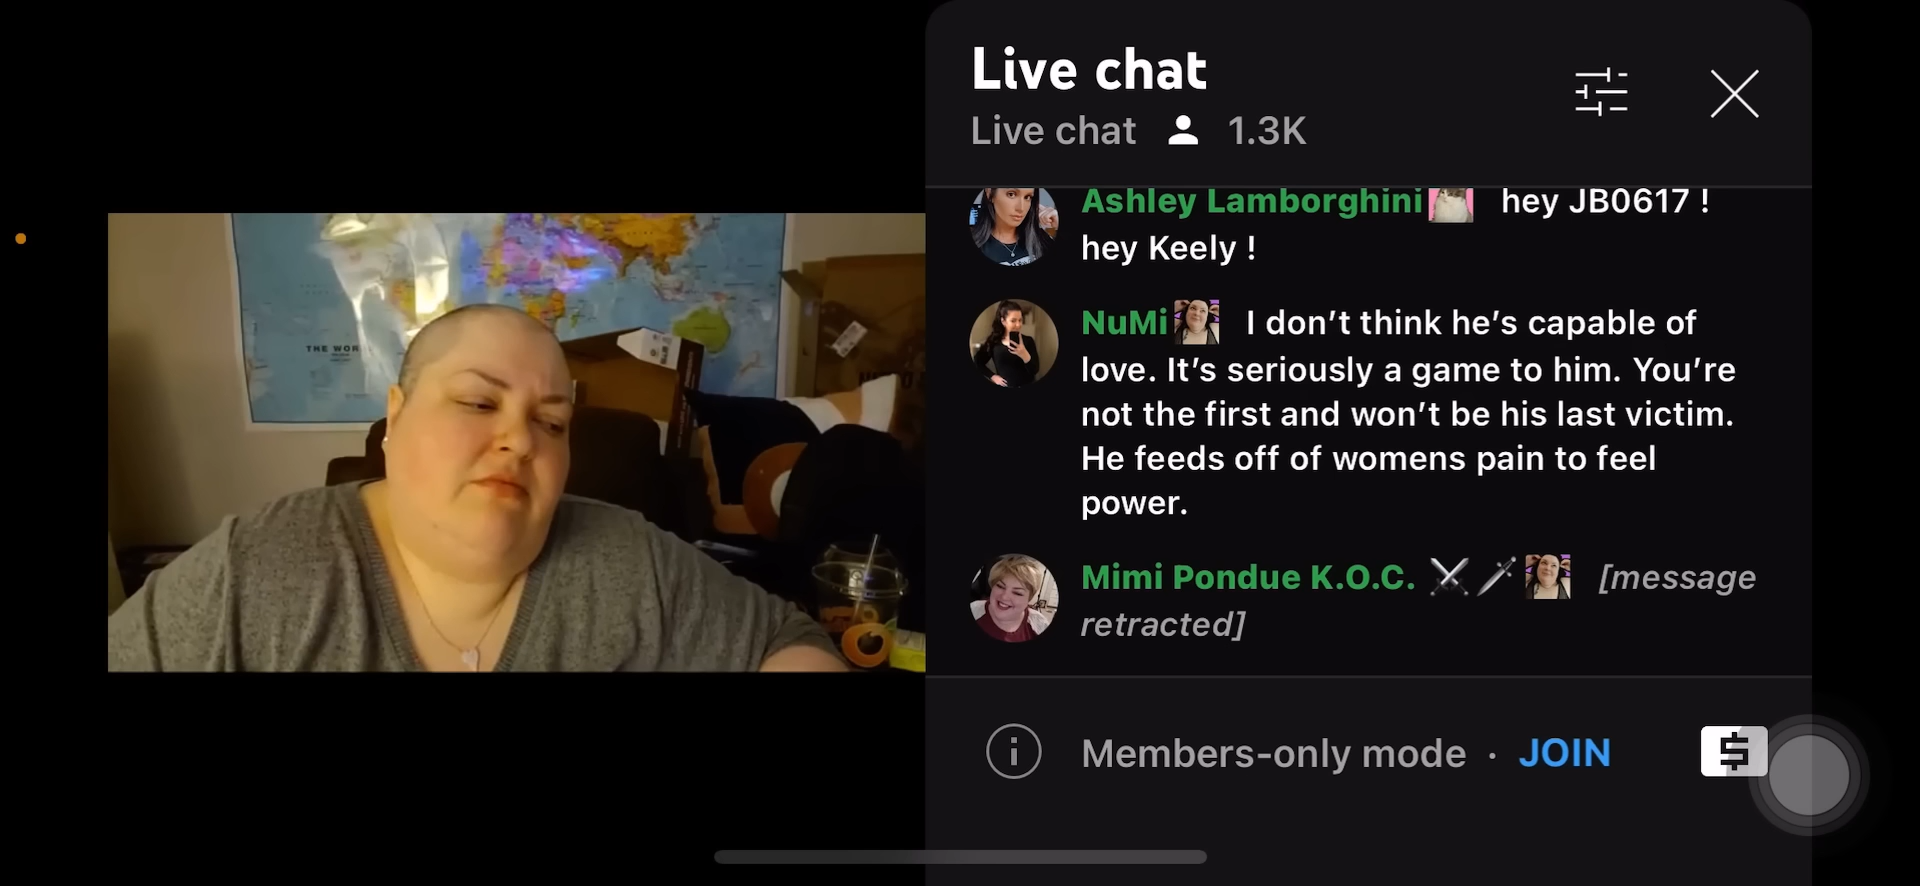 Live chat
Live chat 1.3K
Ashley Lamborghini hey JB0617 !
hey Keely !
NuMi I don’t think he’s capable of
love. It’s seriously a game to him. You’re
not the first and won’t be his last victim.
He feeds off of womens pain to feel
power.
Mimi Pondue K.O.C. ⚔️🗡️ [message
retracted]
Members-only mode · JOIN
THE WOR